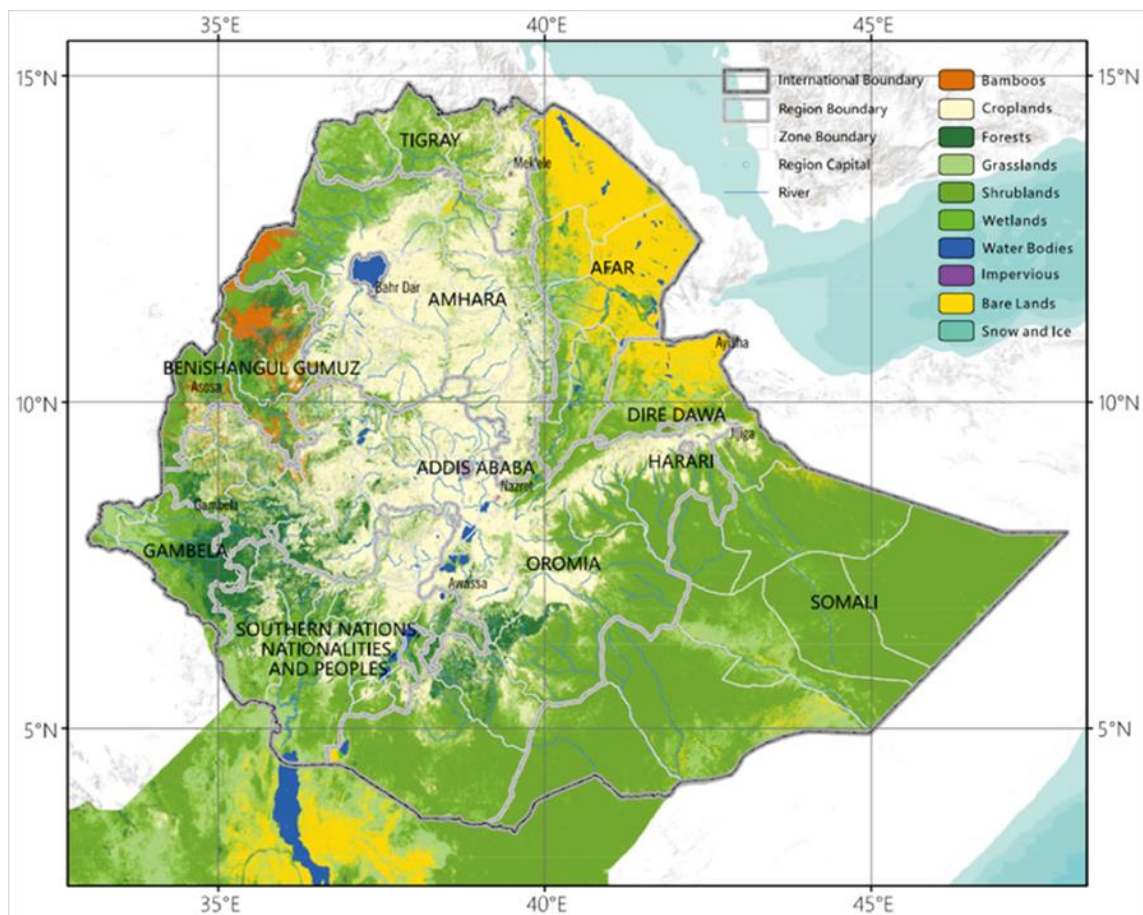 35°E 40°E 45°E
15°N 15°N
International Boundary
Region Boundary
Zone Boundary
Region Capital
River
Bamboos
Croplands
Forests
Grasslands
Shrublands
Wetlands
Water Bodies
Impervious
Bare Lands
Snow and Ice
TIGRAY
Mek'ele
AFAR
Bahr Dar
AMHARA
BENiSHANGUL GUMUZ
Asosa
10°N 10°N
DIRE DAWA
Jijiga
HARARI
ADDIS ABABA
Nazret
Gambela
GAMBELA
OROMIA
Awassa
SOMALI
SOUTHERN NATIONS,
NATIONALITIES
AND PEOPLES
5°N 5°N
35°E 40°E 45°E